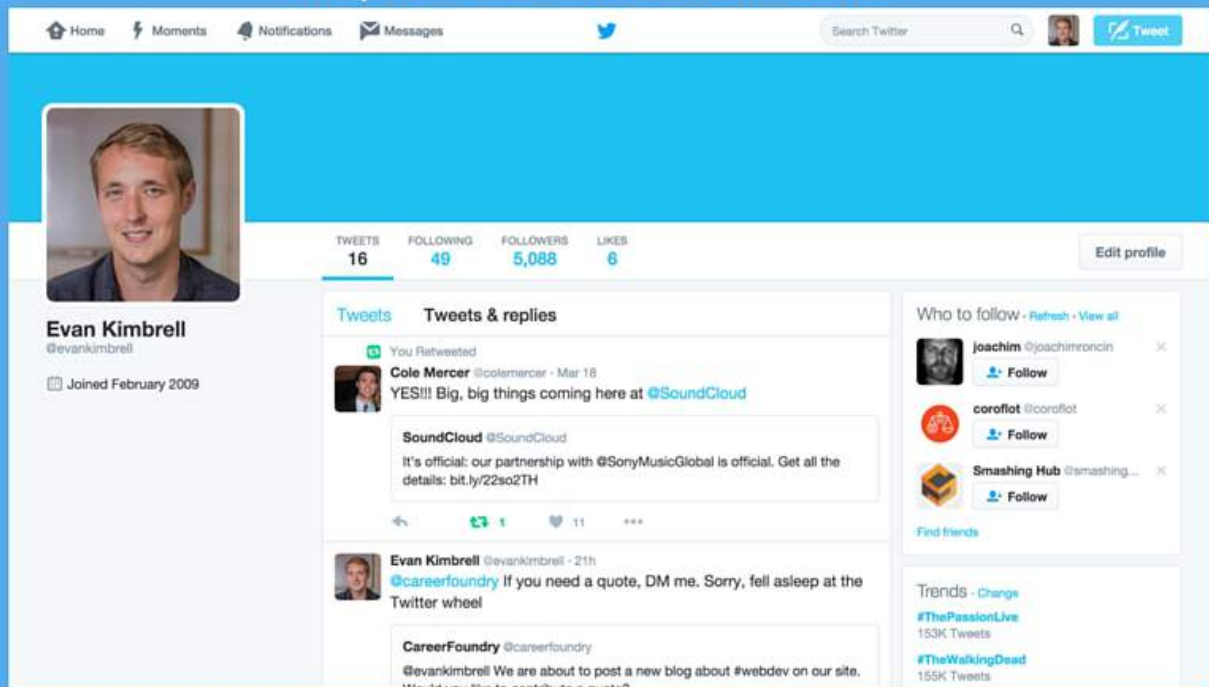 Home Moments Notifications Messages Search Twitter Tweet
TWEETS FOLLOWING FOLLOWERS LIKES
16 49 5,088 6
Edit profile
Evan Kimbrell
@evankimbrell
Joined February 2009
Tweets Tweets & replies
You Retweeted
Cole Mercer @colemercer · Mar 18
YES!!! Big, big things coming here at @SoundCloud
SoundCloud @SoundCloud
It's official: our partnership with @SonyMusicGlobal is official. Get all the
details: bit.ly/22so2TH
1 11
Evan Kimbrell @evankimbrell · 21h
@careerfoundry If you need a quote, DM me. Sorry, fell asleep at the
Twitter wheel
CareerFoundry @careerfoundry
@evankimbrell We are about to post a new blog about #webdev on our site.
Would you like to contribute a quote?
Who to follow · Refresh · View all
joachim @joachimroncin
Follow
coroflot @coroflot
Follow
Smashing Hub @smashing...
Follow
Find friends
Trends · Change
#ThePassionLive
153K Tweets
#TheWalkingDead
155K Tweets